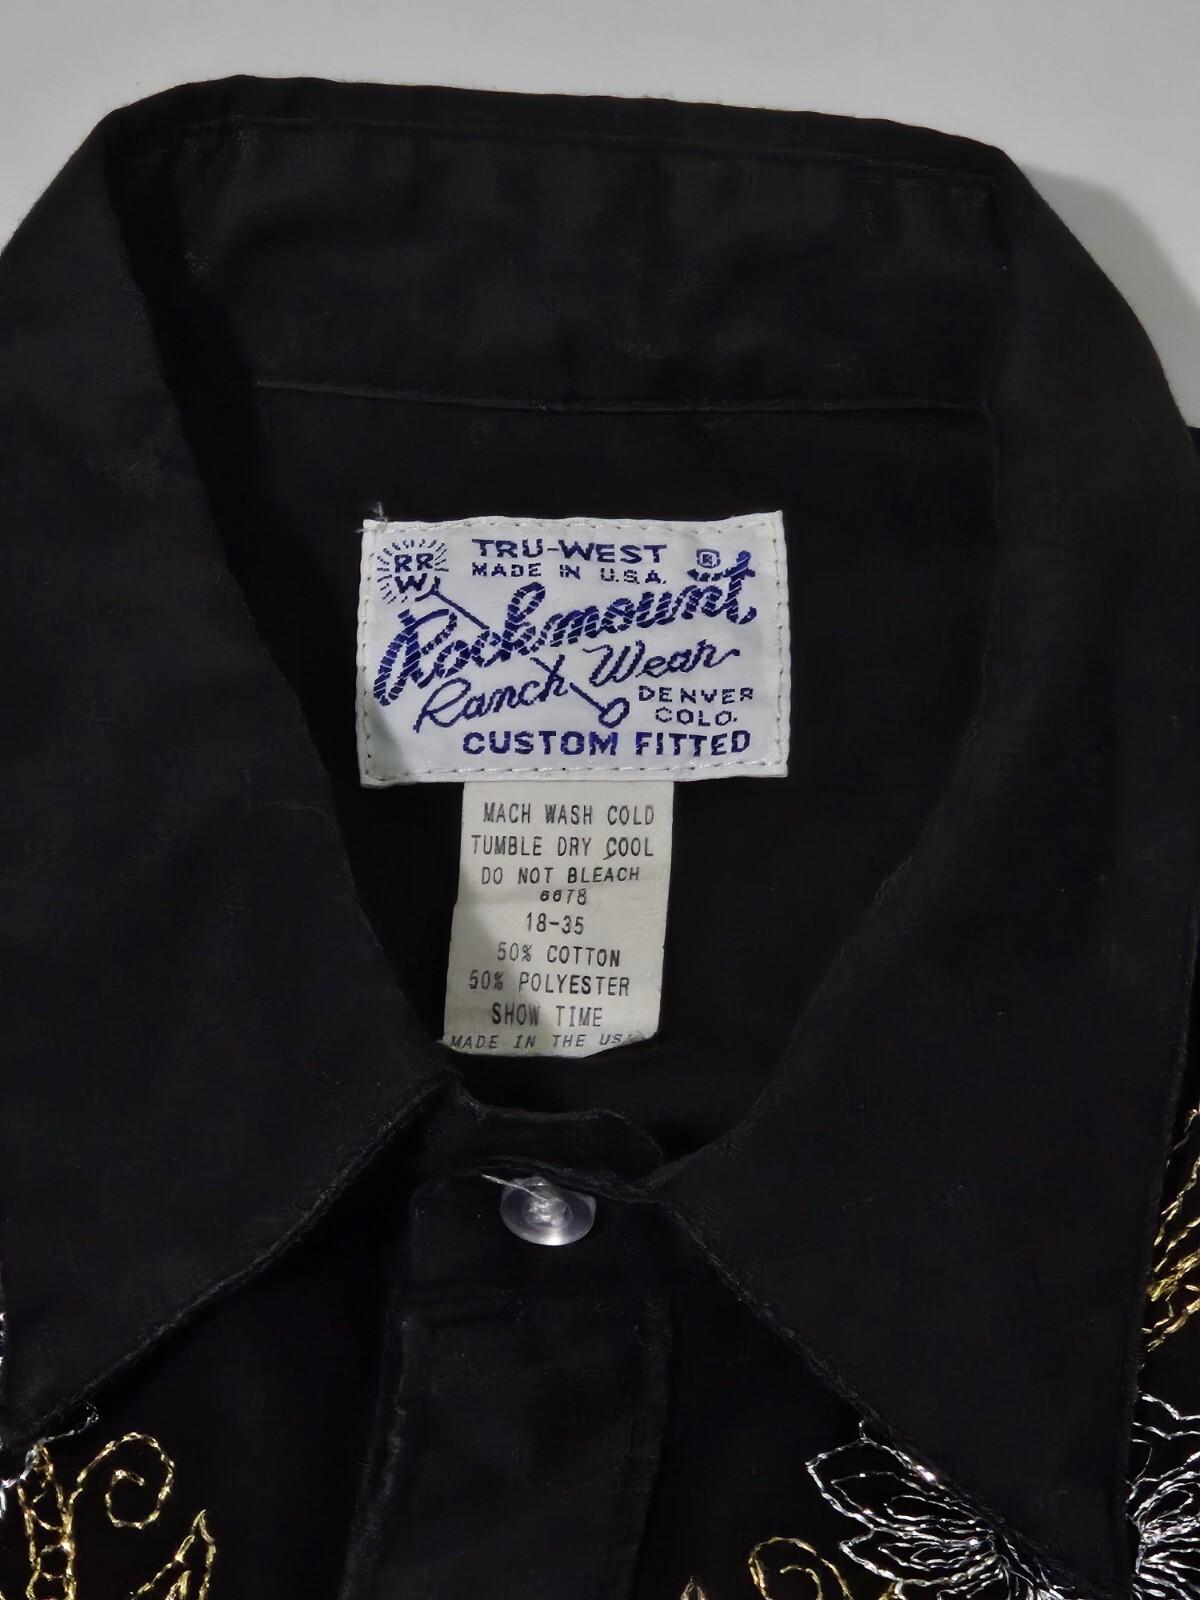 RR
W
TRU-WEST
MADE IN U.S.A.
Rockmount
Ranch Wear
DENVER
COLO.
CUSTOM FITTED
MACH WASH COLD
TUMBLE DRY COOL
DO NOT BLEACH
6678
18-35
50% COTTON
50% POLYESTER
SHOW TIME
MADE IN THE USA